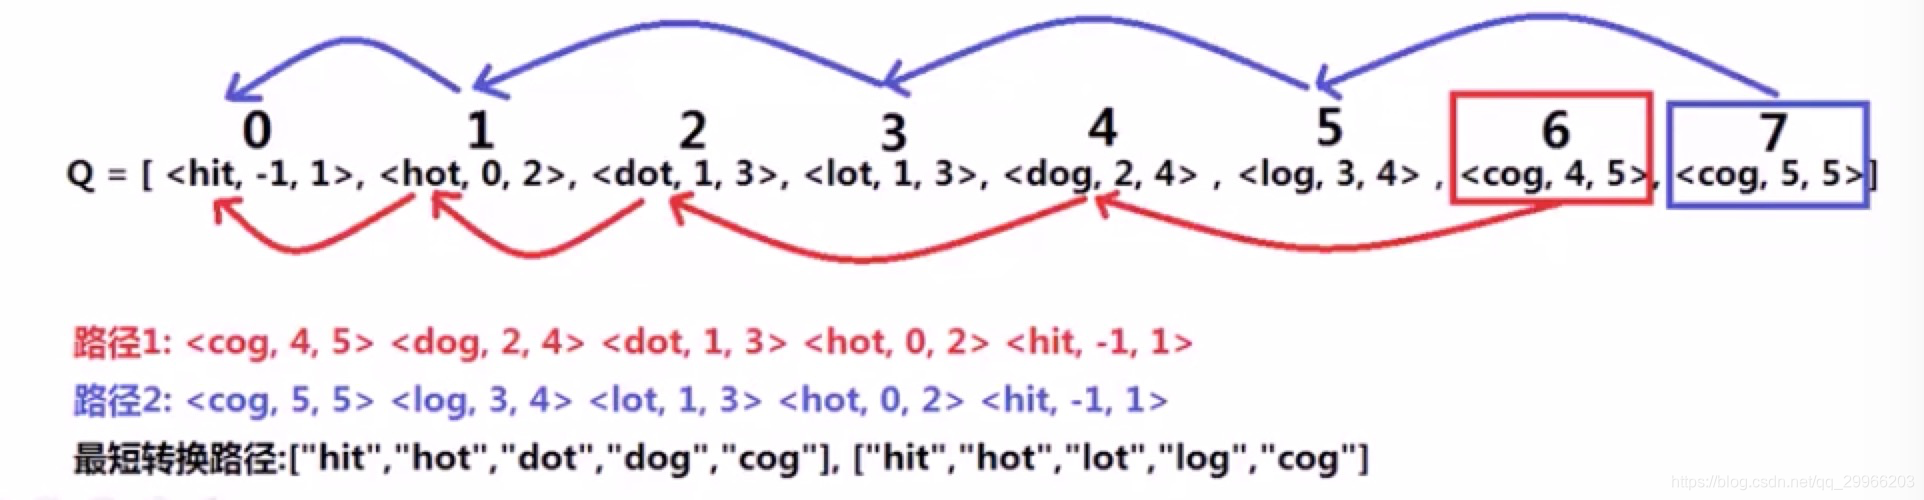 0 1 2 3 4 5 6 7
Q = [ <hit, -1, 1>, <hot, 0, 2>, <dot, 1, 3>, <lot, 1, 3>, <dog, 2, 4> , <log, 3, 4> , <cog, 4, 5>, <cog, 5, 5>]
路径1: <cog, 4, 5> <dog, 2, 4> <dot, 1, 3> <hot, 0, 2> <hit, -1, 1>
路径2: <cog, 5, 5> <log, 3, 4> <lot, 1, 3> <hot, 0, 2> <hit, -1, 1>
最短转换路径:["hit","hot","dot","dog","cog"], ["hit","hot","lot","log","cog"]
https://blog.csdn.net/qq_29966203